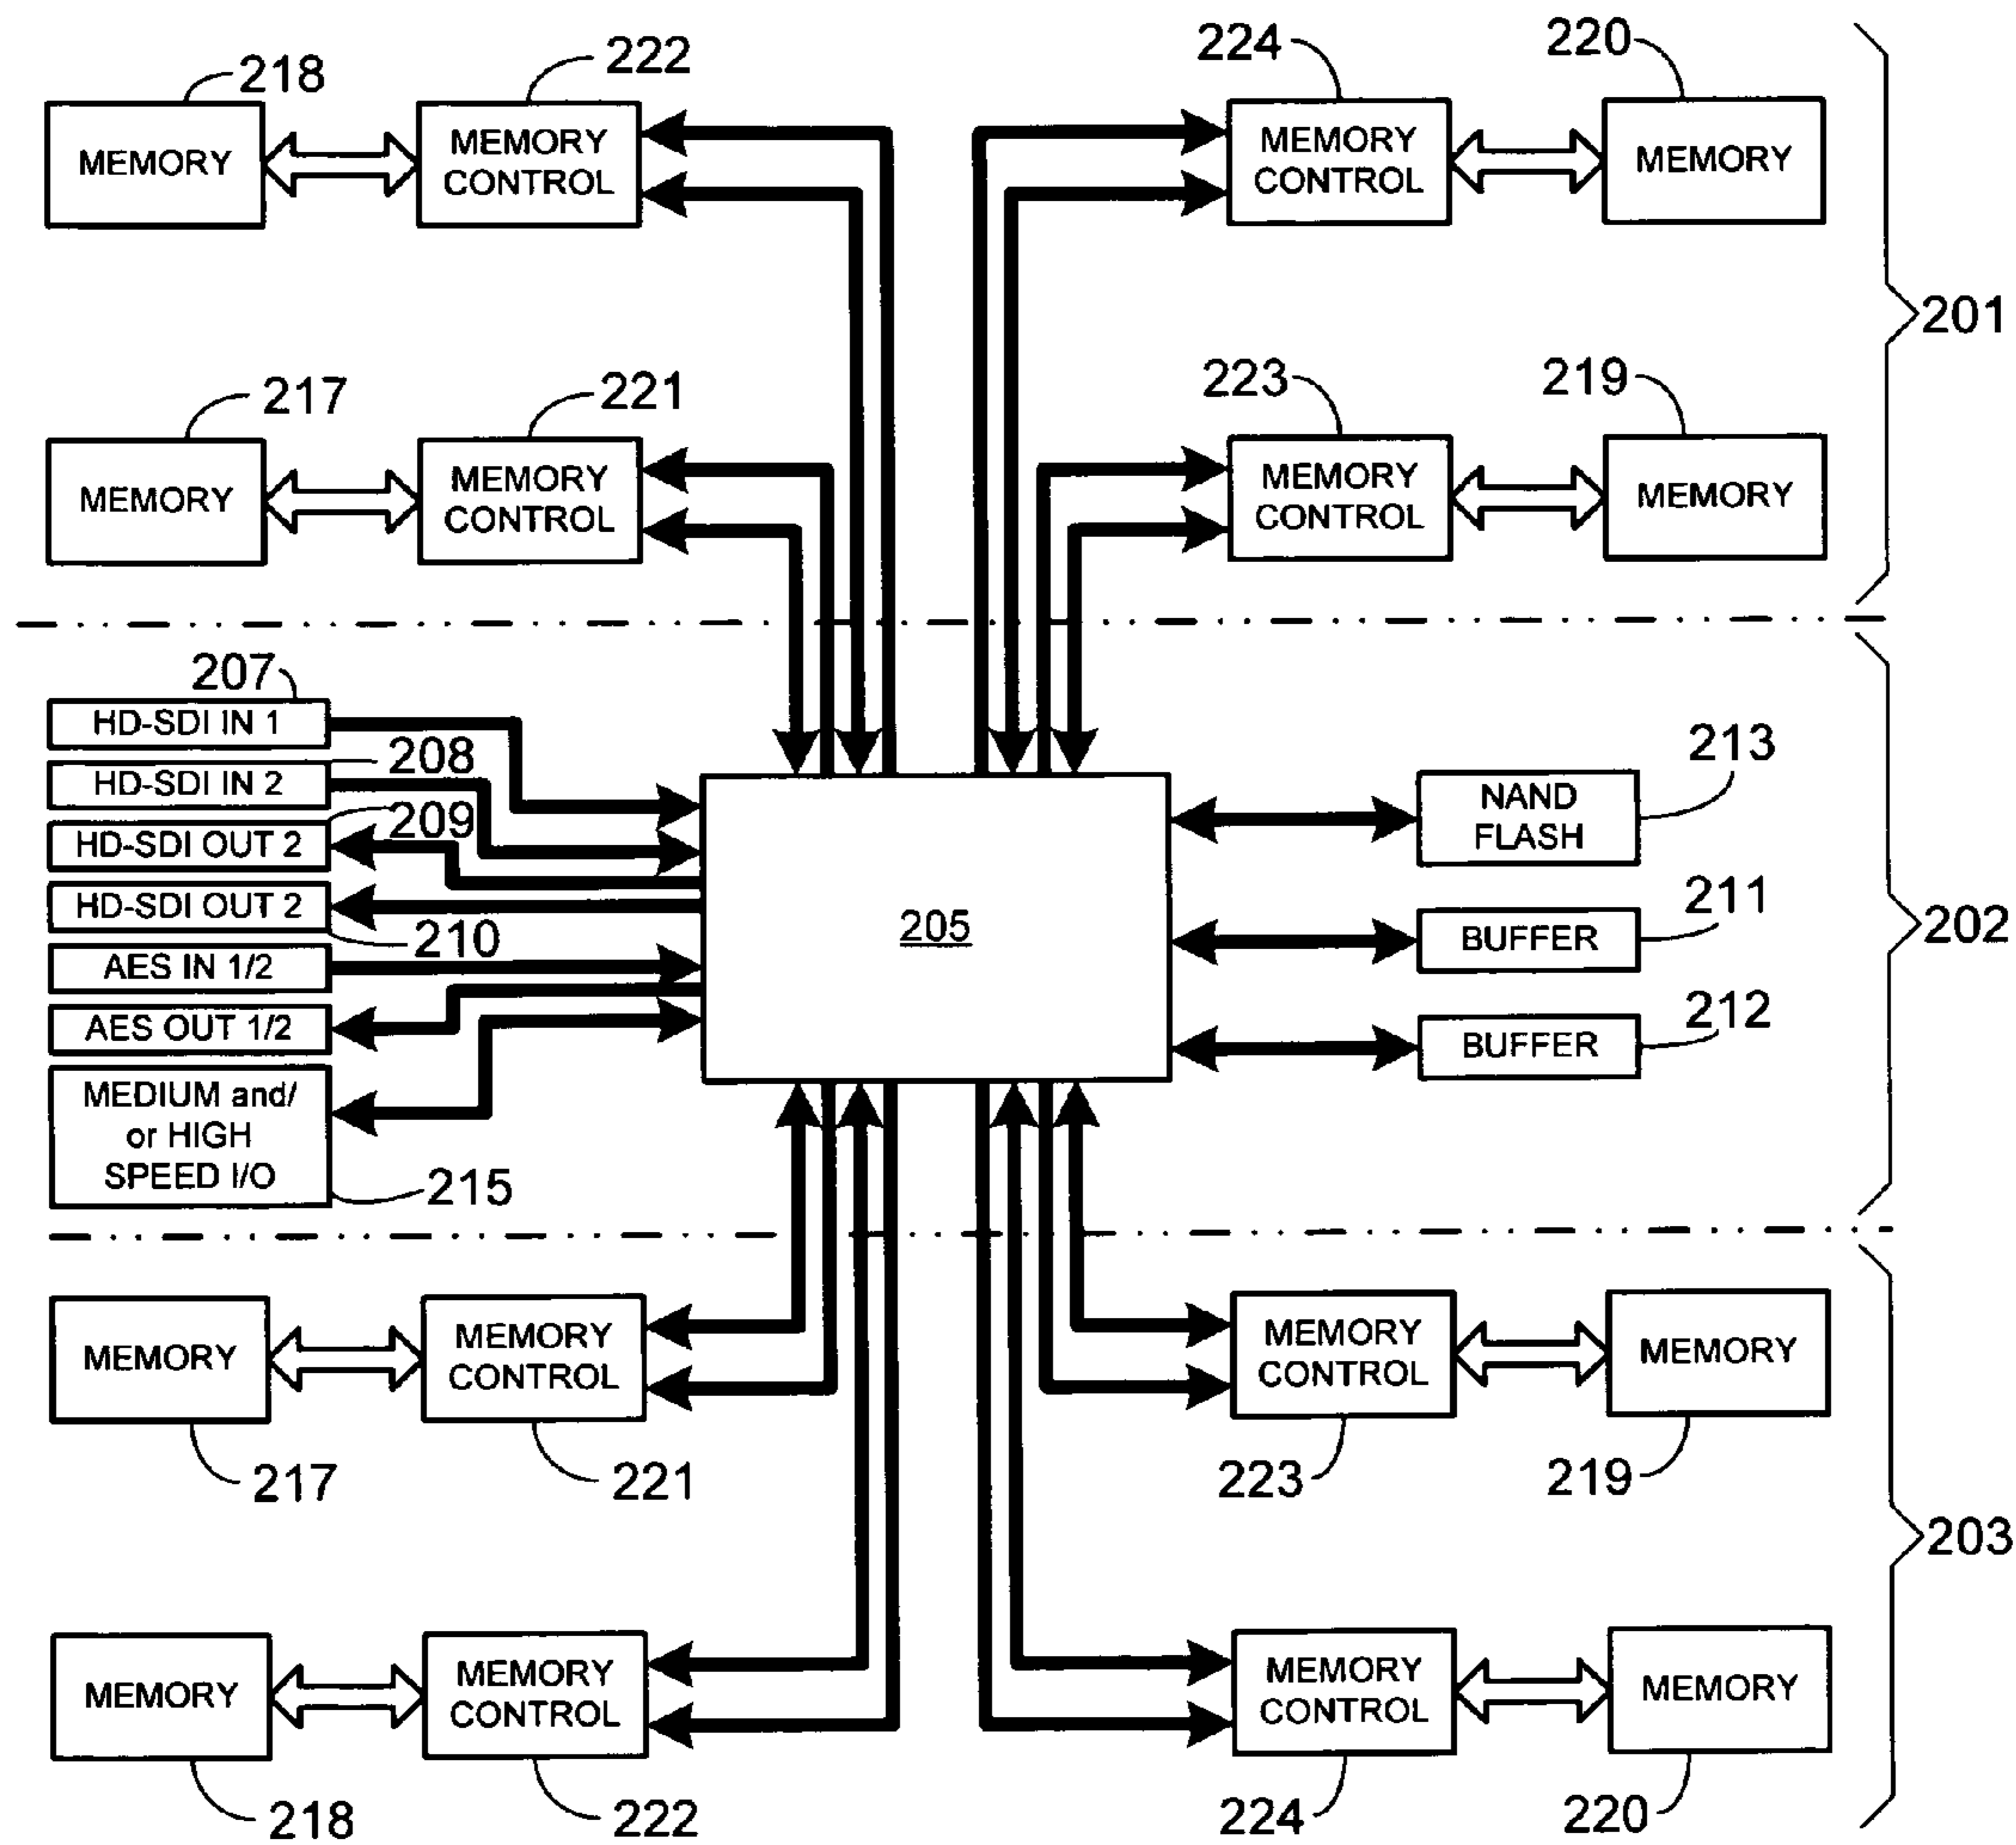 218
222
224
220
MEMORY
MEMORY
CONTROL
MEMORY
CONTROL
MEMORY
201
217
221
223
219
MEMORY
MEMORY
CONTROL
MEMORY
CONTROL
MEMORY
207
HD-SDI IN 1
208
HD-SDI IN 2
209
HD-SDI OUT 2
HD-SDI OUT 2
210
AES IN 1/2
AES OUT 1/2
MEDIUM and/
or HIGH
SPEED I/O
215
205
213
NAND
FLASH
211
BUFFER
212
BUFFER
202
MEMORY
MEMORY
CONTROL
MEMORY
CONTROL
MEMORY
217
221
223
219
203
MEMORY
MEMORY
CONTROL
MEMORY
CONTROL
MEMORY
218
222
224
220